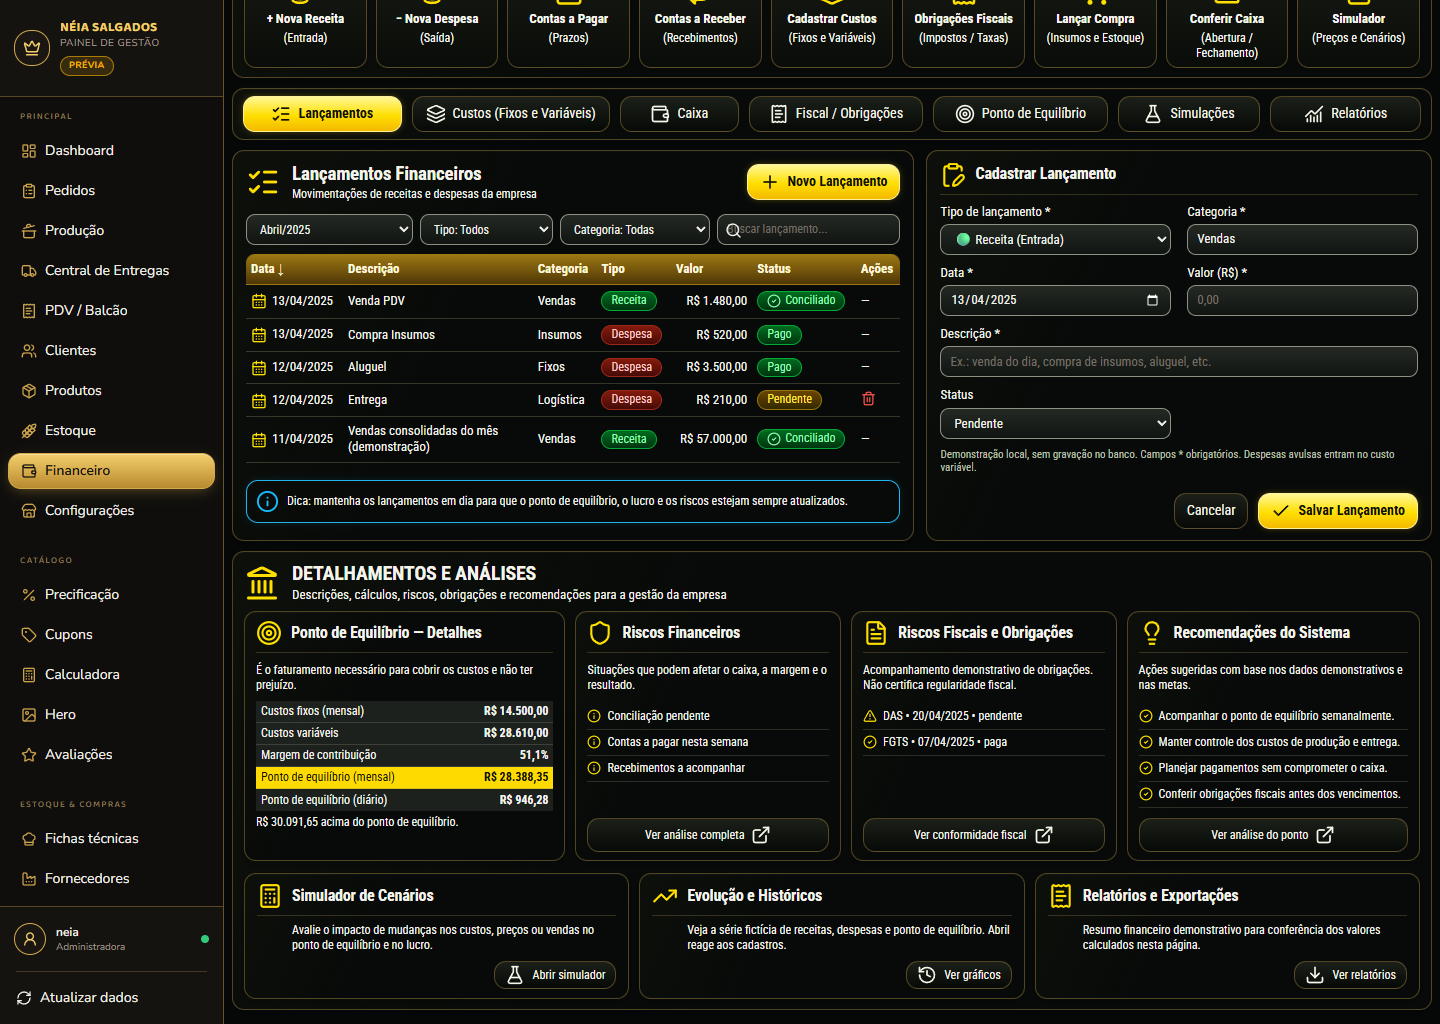 NÉIA SALGADOS
PAINEL DE GESTÃO
PRÉVIA
PRINCIPAL
Dashboard
Pedidos
Produção
Central de Entregas
PDV / Balcão
Clientes
Produtos
Estoque
Financeiro
Configurações
CATÁLOGO
Precificação
Cupons
Calculadora
Hero
Avaliações
ESTOQUE & COMPRAS
Fichas técnicas
Fornecedores
neia
Administradora
Atualizar dados
+ Nova Receita
(Entrada)
− Nova Despesa
(Saída)
Contas a Pagar
(Prazos)
Contas a Receber
(Recebimentos)
Cadastrar Custos
(Fixos e Variáveis)
Obrigações Fiscais
(Impostos / Taxas)
Lançar Compra
(Insumos e Estoque)
Conferir Caixa
(Abertura /
Fechamento)
Simulador
(Preços e Cenários)
Lançamentos
Custos (Fixos e Variáveis)
Caixa
Fiscal / Obrigações
Ponto de Equilíbrio
Simulações
Relatórios
Lançamentos Financeiros
Movimentações de receitas e despesas da empresa
Novo Lançamento
Abril/2025
Tipo: Todos
Categoria: Todas
Buscar lançamento...
Data ↓ Descrição Categoria Tipo Valor Status Ações
13/04/2025 Venda PDV Vendas Receita R$ 1.480,00 Conciliado —
13/04/2025 Compra Insumos Insumos Despesa R$ 520,00 Pago —
12/04/2025 Aluguel Fixos Despesa R$ 3.500,00 Pago —
12/04/2025 Entrega Logística Despesa R$ 210,00 Pendente
11/04/2025 Vendas consolidadas do mês (demonstração) Vendas Receita R$ 57.000,00 Conciliado —
Dica: mantenha os lançamentos em dia para que o ponto de equilíbrio, o lucro e os riscos estejam sempre atualizados.
Cadastrar Lançamento
Tipo de lançamento *
Receita (Entrada)
Categoria *
Vendas
Data *
13/04/2025
Valor (R$) *
0,00
Descrição *
Ex.: venda do dia, compra de insumos, aluguel, etc.
Status
Pendente
Demonstração local, sem gravação no banco. Campos * obrigatórios. Despesas avulsas entram no custo
variável.
Cancelar
Salvar Lançamento
DETALHAMENTOS E ANÁLISES
Descrições, cálculos, riscos, obrigações e recomendações para a gestão da empresa
Ponto de Equilíbrio — Detalhes
É o faturamento necessário para cobrir os custos e não ter
prejuízo.
Custos fixos (mensal) R$ 14.500,00
Custos variáveis R$ 28.610,00
Margem de contribuição 51,1%
Ponto de equilíbrio (mensal) R$ 28.388,35
Ponto de equilíbrio (diário) R$ 946,28
R$ 30.091,65 acima do ponto de equilíbrio.
Riscos Financeiros
Situações que podem afetar o caixa, a margem e o
resultado.
Conciliação pendente
Contas a pagar nesta semana
Recebimentos a acompanhar
Ver análise completa
Riscos Fiscais e Obrigações
Acompanhamento demonstrativo de obrigações.
Não certifica regularidade fiscal.
DAS • 20/04/2025 • pendente
FGTS • 07/04/2025 • paga
Ver conformidade fiscal
Recomendações do Sistema
Ações sugeridas com base nos dados demonstrativos e
nas metas.
Acompanhar o ponto de equilíbrio semanalmente.
Manter controle dos custos de produção e entrega.
Planejar pagamentos sem comprometer o caixa.
Conferir obrigações fiscais antes dos vencimentos.
Ver análise do ponto
Simulador de Cenários
Avalie o impacto de mudanças nos custos, preços ou vendas no
ponto de equilíbrio e no lucro.
Abrir simulador
Evolução e Históricos
Veja a série fictícia de receitas, despesas e ponto de equilíbrio. Abril
reage aos cadastros.
Ver gráficos
Relatórios e Exportações
Resumo financeiro demonstrativo para conferência dos valores
calculados nesta página.
Ver relatórios